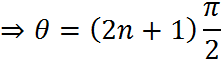 ⇒ θ = (2n + 1) π/2